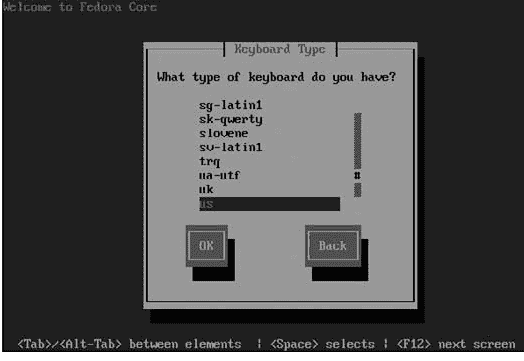 Welcome to Fedora Core
Keyboard Type
What type of keyboard do you have?
sg-latin1
sk-qwerty
slovene
sv-latin1
trq
ua-utf
uk
us
OK Back
<Tab>/<Alt-Tab> between elements | <Space> selects | <F12> next screen